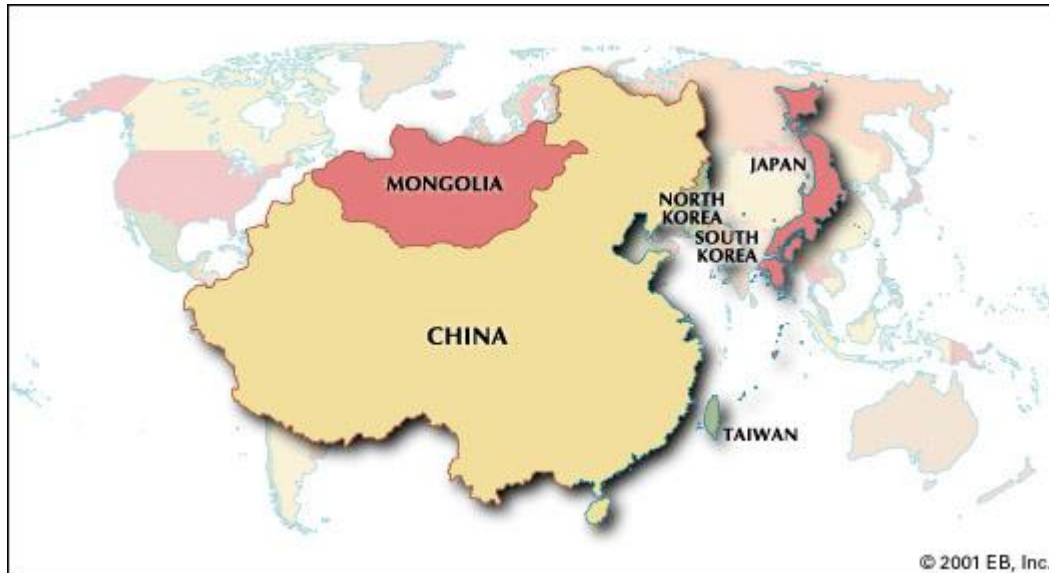 MONGOLIA
JAPAN
NORTH
KOREA
SOUTH
KOREA
CHINA
TAIWAN
© 2001 EB, Inc.